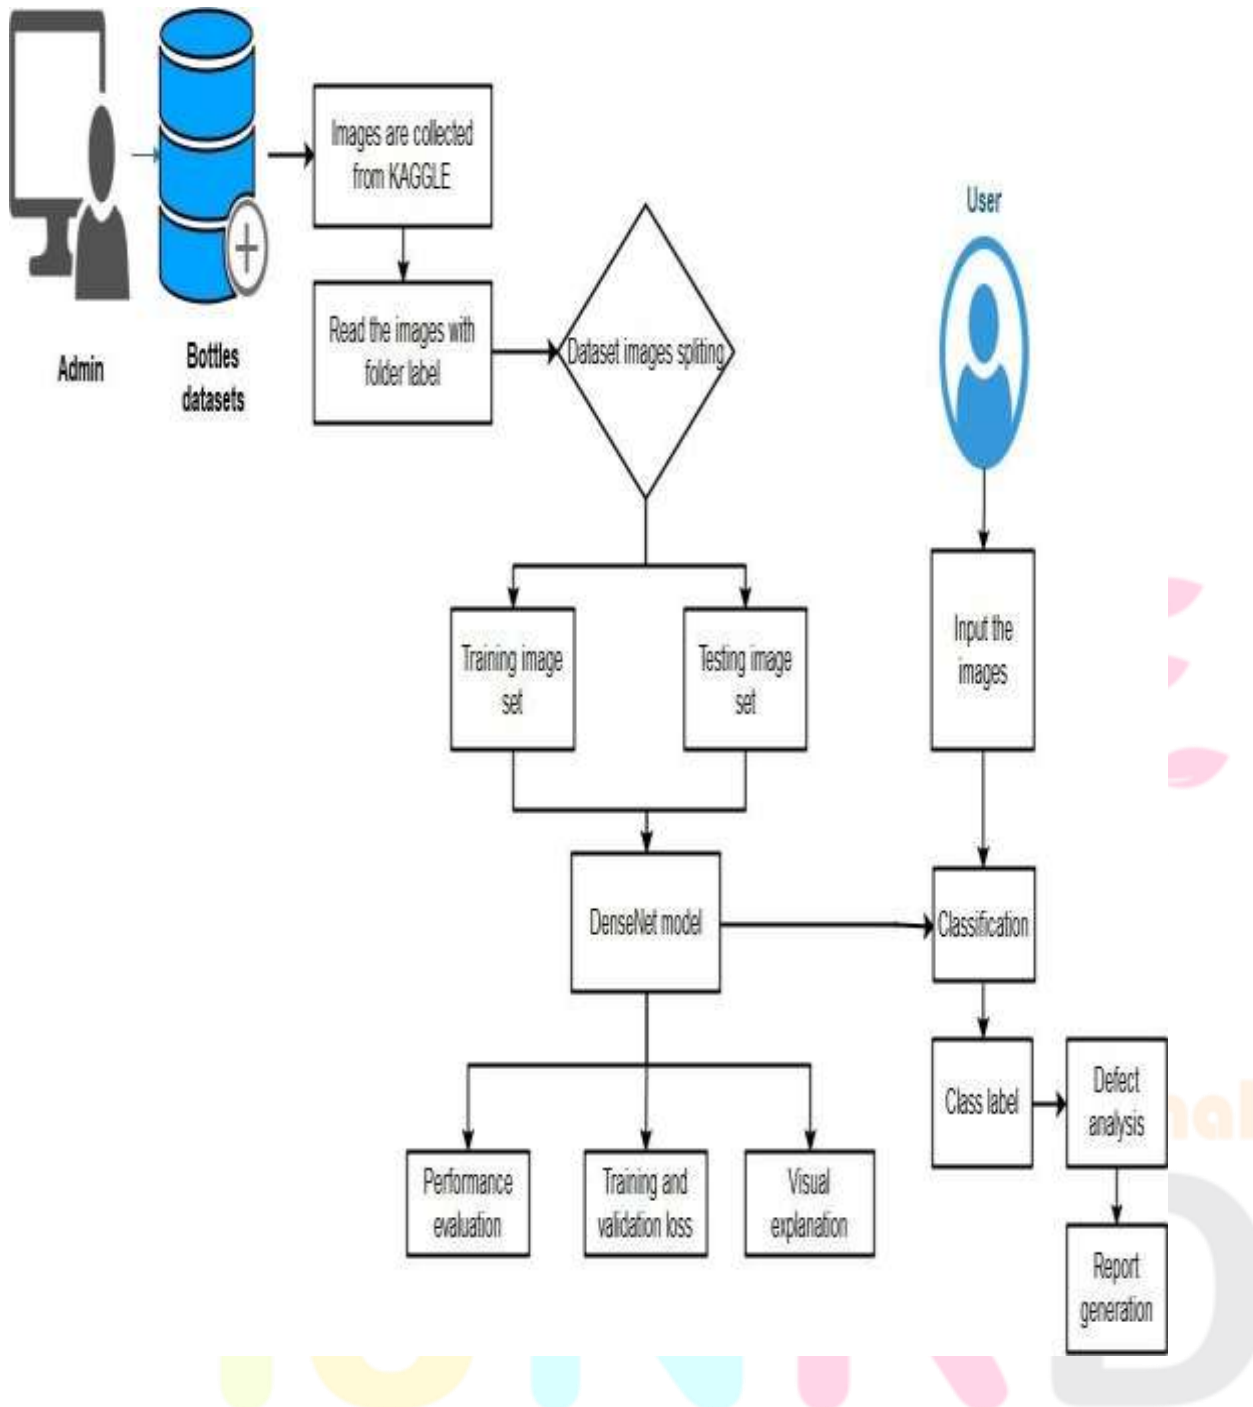 Images are collected
from KAGGLE
User
Read the images with
folder label
Dataset images spliting
Admin
Bottles
datasets
Training image
set
Testing image
set
Input the
images
DenseNet model
Classification
Class label
Defect
analysis
Performance
evaluation
Training and
validation loss
Visual
explanation
Report
generation